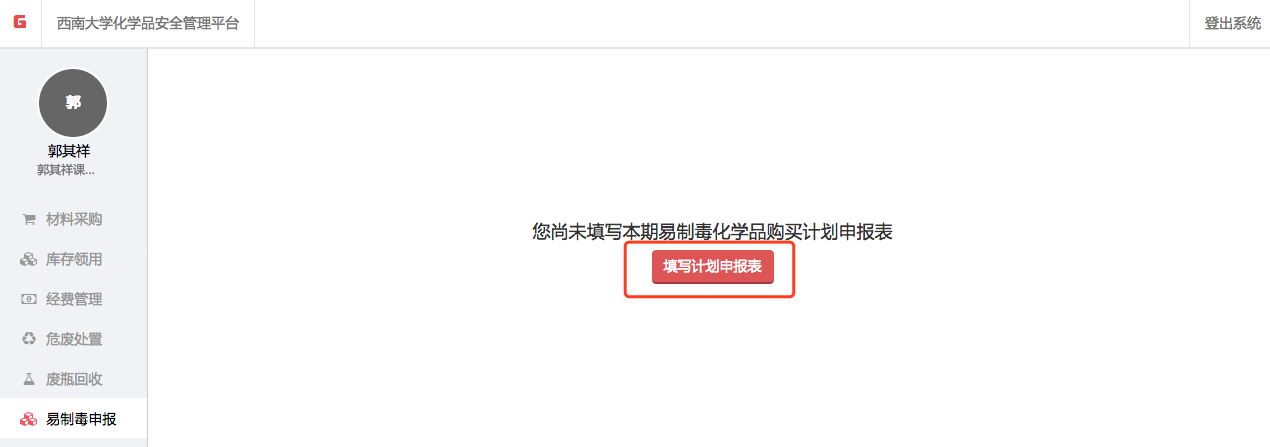 G
西南大学化学品安全管理平台
登出系统
郭
郭其祥
郭其祥课...
材料采购
库存领用
经费管理
危废处置
废瓶回收
易制毒申报
您尚未填写本期易制毒化学品购买计划申报表
填写计划申报表